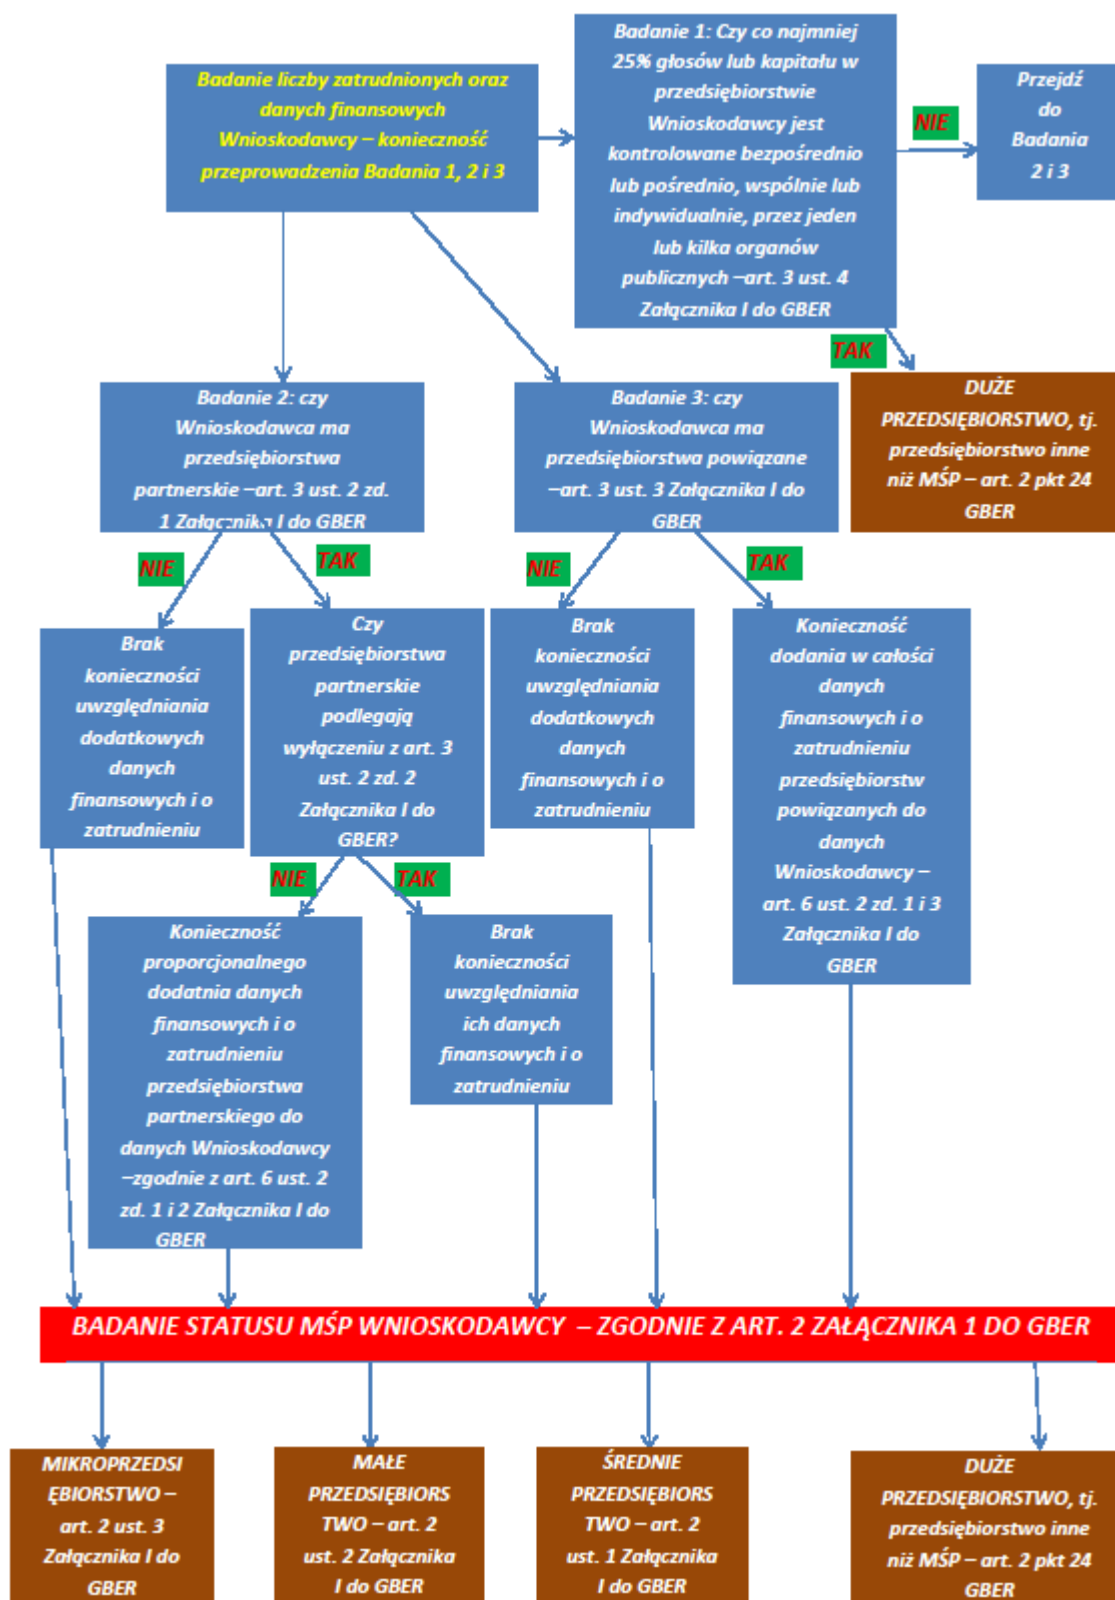 Badanie liczby zatrudnionych oraz
danych finansowych
Wnioskodawcy – konieczność
przeprowadzenia Badania 1, 2 i 3
Badanie 1: Czy co najmniej
25% głosów lub kapitału w
przedsiębiorstwie
Wnioskodawcy jest
kontrolowane bezpośrednio
lub pośrednio, wspólnie lub
indywidualnie, przez jeden
lub kilka organów
publicznych –art. 3 ust. 4
Załącznika I do GBER
NIE
Przejdź
do
Badania
2 i 3
TAK
DUŻE
PRZEDSIĘBIORSTWO, tj.
przedsiębiorstwo inne
niż MŚP – art. 2 pkt 24
GBER
Badanie 2: czy
Wnioskodawca ma
przedsiębiorstwa
partnerskie –art. 3 ust. 2 zd.
1 Załącznika I do GBER
Badanie 3: czy
Wnioskodawca ma
przedsiębiorstwa powiązane
–art. 3 ust. 3 Załącznika I do
GBER
NIE
TAK
NIE
TAK
Brak
konieczności
uwzględniania
dodatkowych
danych
finansowych i o
zatrudnieniu
Czy
przedsiębiorstwa
partnerskie
podlegają
wyłączeniu z art. 3
ust. 2 zd. 2
Załącznika I do
GBER?
Brak
konieczności
uwzględniania
dodatkowych
danych
finansowych i o
zatrudnieniu
Konieczność
dodania w całości
danych
finansowych i o
zatrudnieniu
przedsiębiorstw
powiązanych do
danych
Wnioskodawcy –
art. 6 ust. 2 zd. 1 i 3
Załącznika I do
GBER
NIE
TAK
Konieczność
proporcjonalnego
dodatnia danych
finansowych i o
zatrudnieniu
przedsiębiorstwa
partnerskiego do
danych Wnioskodawcy
–zgodnie z art. 6 ust. 2
zd. 1 i 2 Załącznika I do
GBER
Brak
konieczności
uwzględniania
ich danych
finansowych i o
zatrudnieniu
BADANIE STATUSU MŚP WNIOSKODAWCY – ZGODNIE Z ART. 2 ZAŁĄCZNIKA 1 DO GBER
MIKROPRZEDSI
ĘBIORSTWO –
art. 2 ust. 3
Załącznika I do
GBER
MAŁE
PRZEDSIĘBIORS
TWO – art. 2
ust. 2 Załącznika
I do GBER
ŚREDNIE
PRZEDSIĘBIORS
TWO – art. 2
ust. 1 Załącznika
I do GBER
DUŻE
PRZEDSIĘBIORSTWO, tj.
przedsiębiorstwo inne
niż MŚP – art. 2 pkt 24
GBER